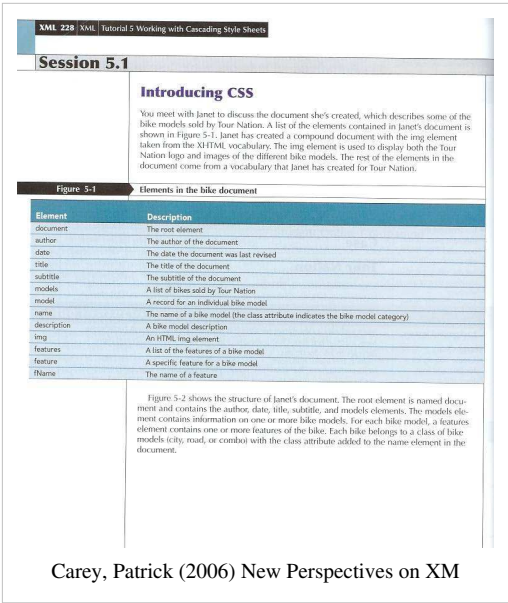 XML 228 XML Tutorial 5 Working with Cascading Style Sheets
Session 5.1
Introducing CSS
You meet with Janet to discuss the document she's created, which describes some of the
bike models sold by Tour Nation. A list of the elements contained in Janet's document is
shown in Figure 5-1. Janet has created a compound document with the img element
taken from the XHTML vocabulary. The img element is used to display both the Tour
Nation logo and images of the different bike models. The rest of the elements in the
document come from a vocabulary that Janet has created for Tour Nation.
Figure 5-1 Elements in the bike document
Element Description
document The root element
author The author of the document
date The date the document was last revised
title The title of the document
subtitle The subtitle of the document
models A list of bikes sold by Tour Nation
model A record for an individual bike model
name The name of a bike model (the class attribute indicates the bike model category)
description A bike model description
img An HTML img element
features A list of the features of a bike model
feature A specific feature for a bike model
fName The name of a feature
Figure 5-2 shows the structure of Janet's document. The root element is named docu-
ment and contains the author, date, title, subtitle, and models elements. The models ele-
ment contains information on one or more bike models. For each bike model, a features
element contains one or more features of the bike. Each bike belongs to a class of bike
models (city, road, or combo) with the class attribute added to the name element in the
document.
Carey, Patrick (2006) New Perspectives on XM